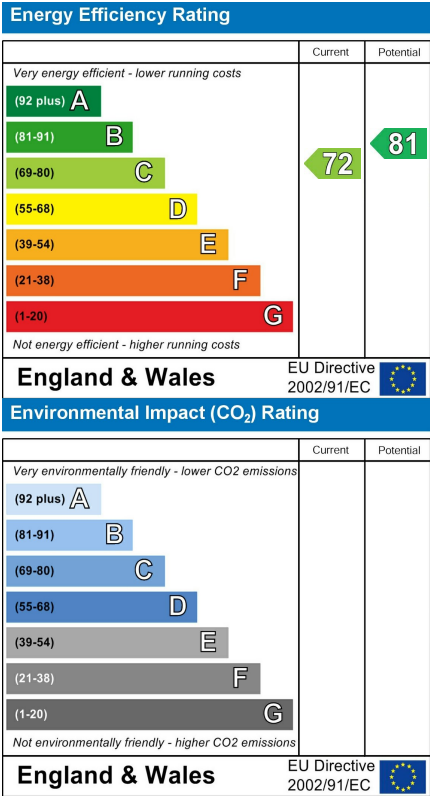 Energy Efficiency Rating
Current Potential
Very energy efficient - lower running costs
(92 plus) A
(81-91) B
(69-80) C
(55-68) D
(39-54) E
(21-38) F
(1-20) G
72
81
Not energy efficient - higher running costs
England & Wales
EU Directive
2002/91/EC
Environmental Impact (CO₂) Rating
Current Potential
Very environmentally friendly - lower CO2 emissions
(92 plus) A
(81-91) B
(69-80) C
(55-68) D
(39-54) E
(21-38) F
(1-20) G
Not environmentally friendly - higher CO2 emissions
England & Wales
EU Directive
2002/91/EC